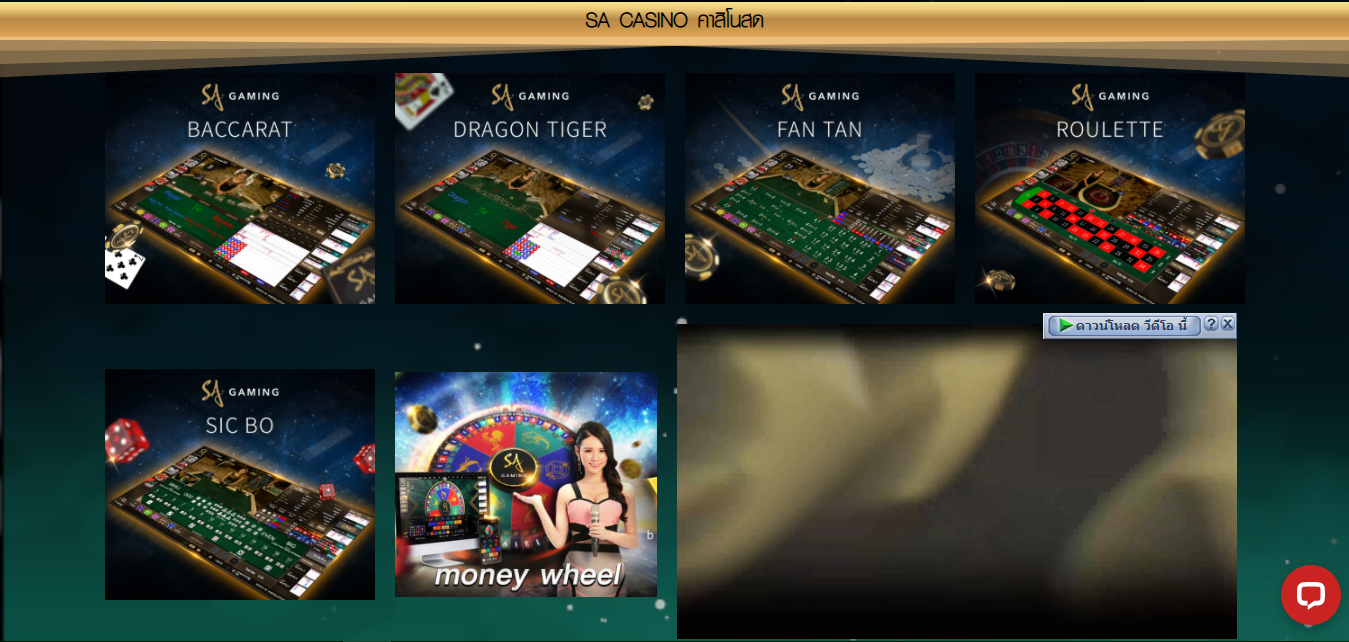 SA CASINO คาสิโนสด
SA GAMING
BACCARAT
SA GAMING
DRAGON TIGER
SA GAMING
FAN TAN
SA GAMING
ROULETTE
ดาวน์โหลด วีดีโอ นี้ ? X
SA GAMING
SIC BO
SA
GAMING
b
money wheel